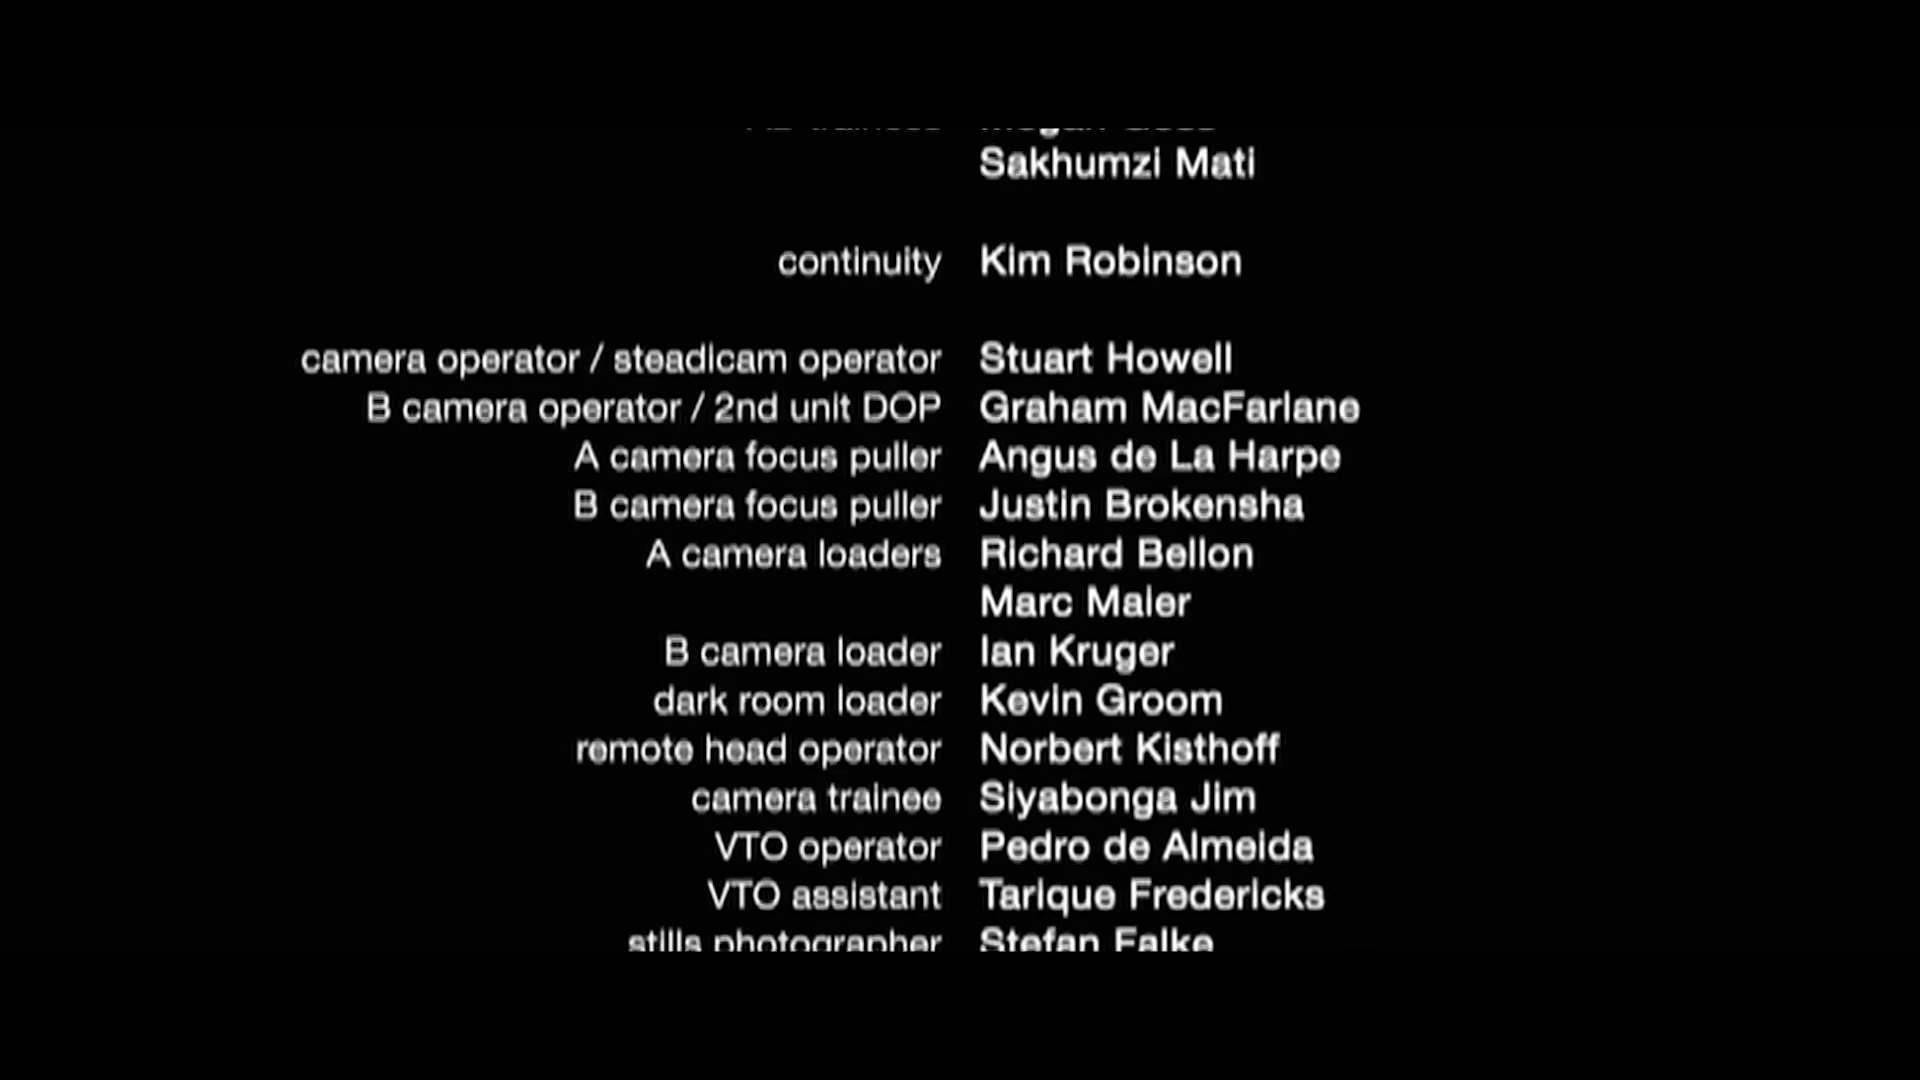 Sakhumzi Mati
continuity Kim Robinson
camera operator / steadicam operator Stuart Howell
B camera operator / 2nd unit DOP Graham MacFarlane
A camera focus puller Angus de La Harpe
B camera focus puller Justin Brokensha
A camera loaders Richard Bellon
Marc Maier
B camera loader Ian Kruger
dark room loader Kevin Groom
remote head operator Norbert Kisthoff
camera trainee Siyabonga Jim
VTO operator Pedro de Almeida
VTO assistant Tarique Fredericks
stills photographer Stefan Falke